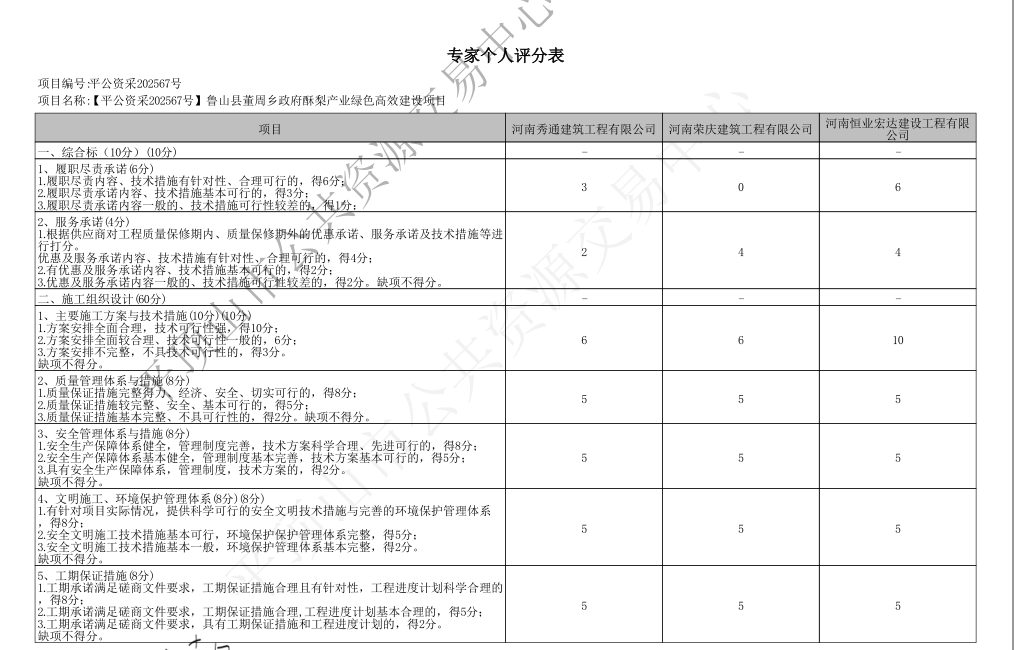 专家个人评分表
项目编号:平公资采202567号
项目名称:【平公资采202567号】鲁山县董周乡政府酥梨产业绿色高效建设项目
项目 河南秀通建筑工程有限公司 河南荣庆建筑工程有限公司 河南恒业宏达建设工程有限公司
一、综合标（10分）(10分) － － －
1、履职尽责承诺(6分)
1.履职尽责内容、技术措施有针对性、合理可行的，得6分；
2.履职尽责承诺内容、技术措施基本可行的，得3分；
3.履职尽责承诺内容一般的、技术措施可行性较差的，得1分；
3 0 6
2、服务承诺(4分)
1.根据供应商对工程质量保修期内、质量保修期外的优惠承诺、服务承诺及技术措施等进
行打分。
优惠及服务承诺内容、技术措施有针对性、合理可行的，得4分；
2.有优惠及服务承诺内容、技术措施基本可行的，得2分；
3.优惠及服务承诺内容一般的、技术措施可行性较差的，得2分。缺项不得分。
2 4 4
二、施工组织设计(60分) － － －
1、主要施工方案与技术措施(10分)(10分)
1.方案安排全面合理，技术可行性强，得10分；
2.方案安排全面较合理、技术可行性一般的，6分；
3.方案安排不完整，不具技术可行性的，得3分。
缺项不得分。
6 6 10
2、质量管理体系与措施(8分)
1.质量保证措施完整得力、经济、安全、切实可行的，得8分；
2.质量保证措施较完整、安全、基本可行的，得5分；
3.质量保证措施基本完整、不具可行性的，得2分。缺项不得分。
5 5 5
3、安全管理体系与措施(8分)
1.安全生产保障体系健全，管理制度完善，技术方案科学合理、先进可行的，得8分；
2.安全生产保障体系基本健全，管理制度基本完善，技术方案基本可行的，得5分；
3.具有安全生产保障体系，管理制度，技术方案的，得2分。
缺项不得分。
5 5 5
4、文明施工、环境保护管理体系(8分)(8分)
1.有针对项目实际情况，提供科学可行的安全文明技术措施与完善的环境保护管理体系
，得8分；
2.安全文明施工技术措施基本可行，环境保护保护管理体系完整，得5分；
3.安全文明施工技术措施基本一般，环境保护管理体系基本完整，得2分。
缺项不得分。
5 5 5
5、工期保证措施(8分)
1.工期承诺满足磋商文件要求，工期保证措施合理且有针对性，工程进度计划科学合理的
，得8分；
2.工期承诺满足磋商文件要求，工期保证措施合理,工程进度计划基本合理的，得5分；
3.工期承诺满足磋商文件要求，具有工期保证措施和工程进度计划的，得2分。
缺项不得分。
5 5 5
平顶山市公共资源交易中心
平顶山市公共资源交易中心